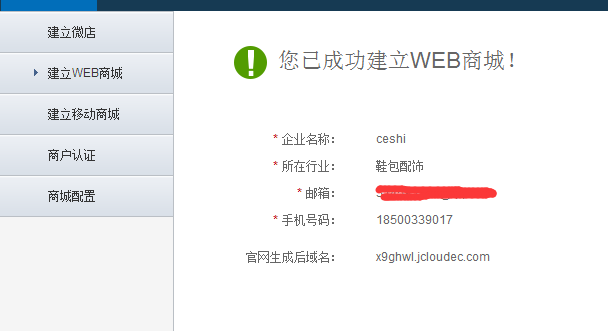 建立微店
建立WEB商城
建立移动商城
商户认证
商城配置
您已成功建立WEB商城！
* 企业名称： ceshi
* 所在行业： 鞋包配饰
* 邮箱：
* 手机号码： 18500339017
官网生成后域名： x9ghwl.jcloudec.com